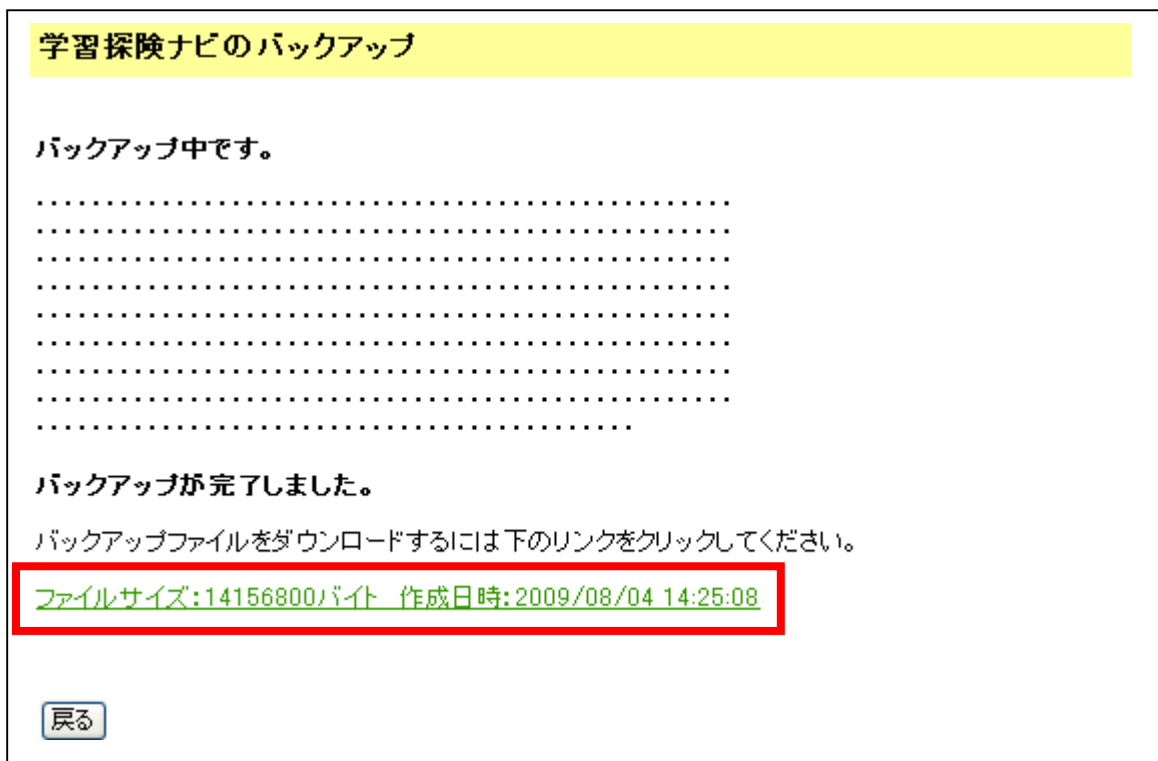 学習探険ナビのバックアップ
バックアップ中です。
..................................................
..................................................
..................................................
..................................................
..................................................
..................................................
..................................................
..................................................
...........................................
バックアップが完了しました。
バックアップファイルをダウンロードするには下のリンクをクリックしてください。
ファイルサイズ:14156800バイト 作成日時:2009/08/04 14:25:08
戻る